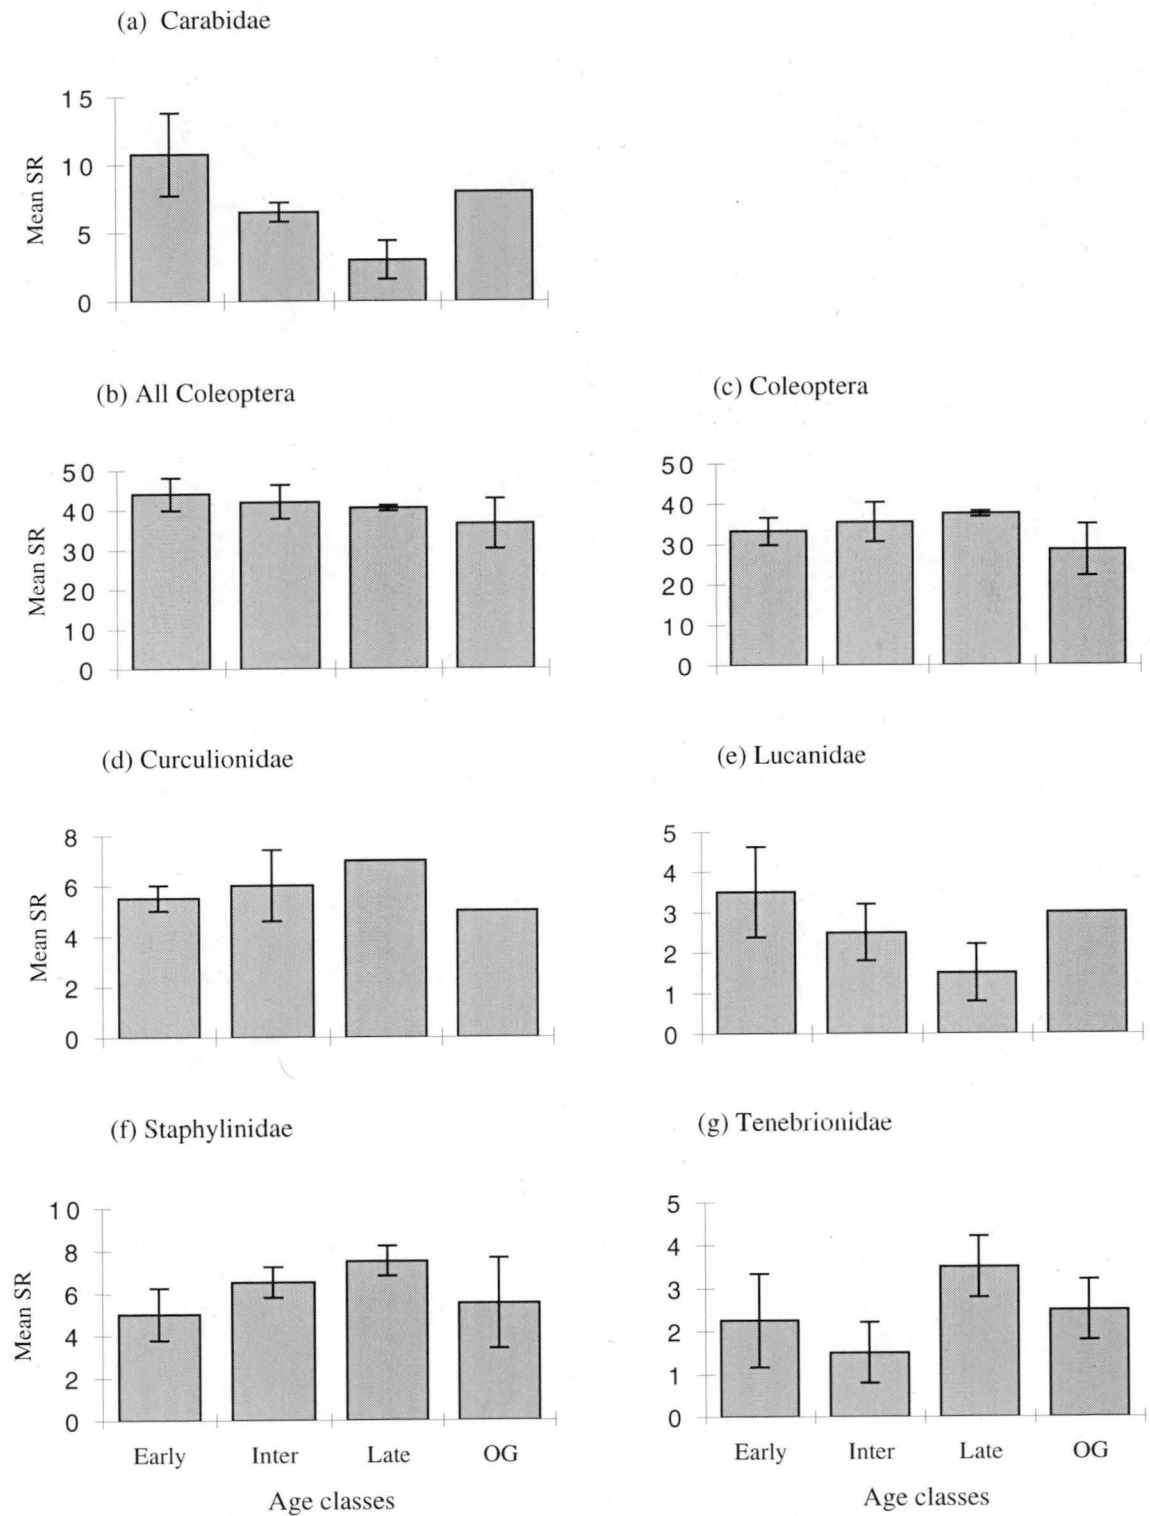 (a) Carabidae
Mean SR
15
10
5
0
(b) All Coleoptera
Mean SR
50
40
30
20
10
0
(c) Coleoptera
50
40
30
20
10
0
(d) Curculionidae
Mean SR
8
6
4
2
0
(e) Lucanidae
5
4
3
2
1
0
(f) Staphylinidae
Mean SR
10
8
6
4
2
0
Early Inter Late OG
Age classes
(g) Tenebrionidae
5
4
3
2
1
0
Early Inter Late OG
Age classes